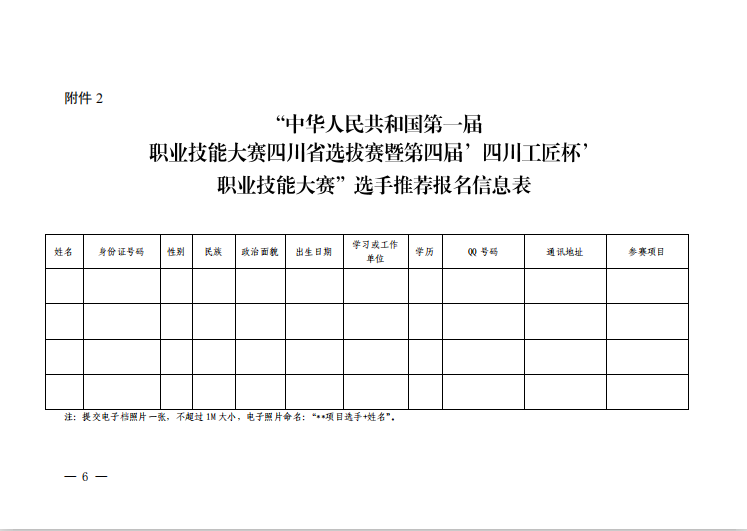 附件 2
“中华人民共和国第一届
职业技能大赛四川省选拔赛暨第四届’四川工匠杯’
职业技能大赛”选手推荐报名信息表
姓名 身份证号码 性别 民族 政治面貌 出生日期 学习或工作单位 学历 QQ 号码 通讯地址 参赛项目
注：提交电子档照片一张，不超过 1M 大小，电子照片命名：“**项目选手+姓名”。
— 6 —